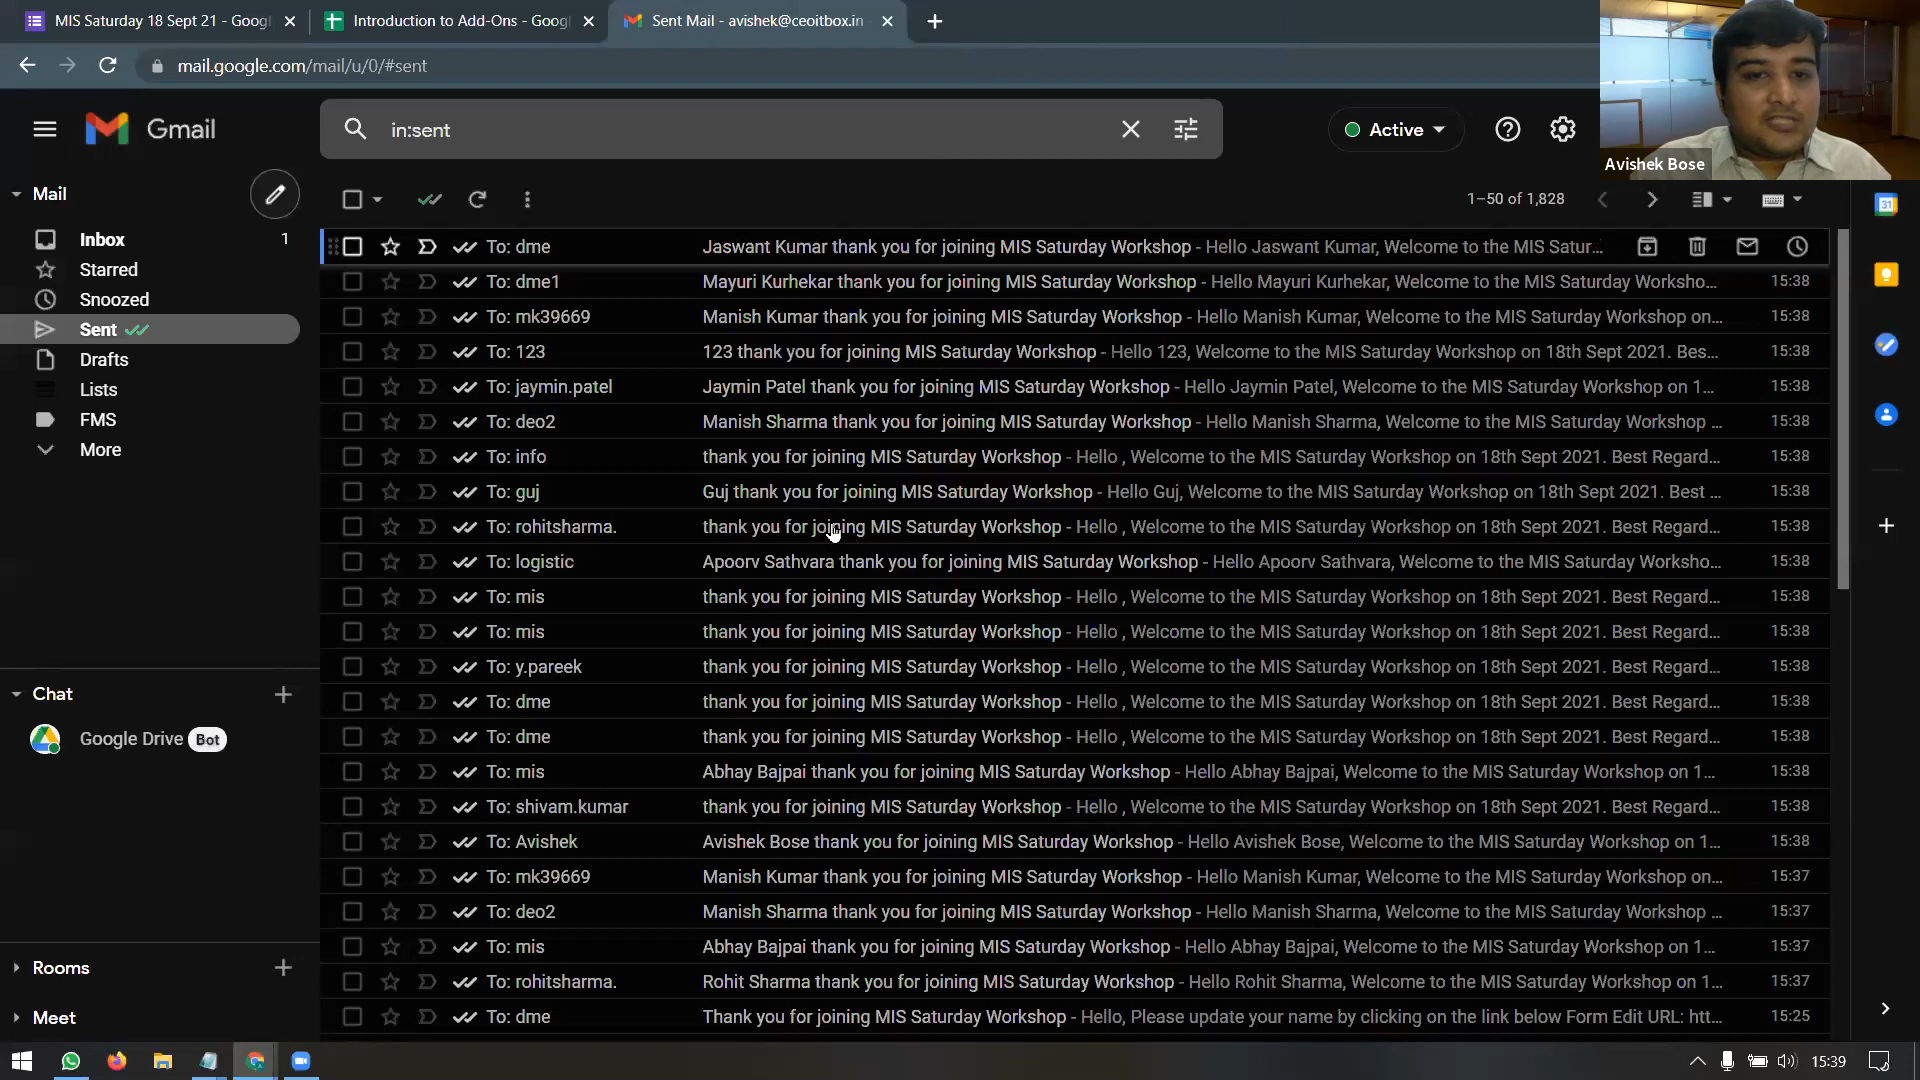 MIS Saturday 18 Sept 21 - Googl
Introduction to Add-Ons - Googl
Sent Mail - avishek@ceoitbox.in
mail.google.com/mail/u/0/#sent
Gmail
in:sent
Active
Avishek Bose
Mail
1–50 of 1,828
Inbox 1
Starred
Snoozed
Sent
Drafts
Lists
FMS
More
To: dme Jaswant Kumar thank you for joining MIS Saturday Workshop - Hello Jaswant Kumar, Welcome to the MIS Satur...
To: dme1 Mayuri Kurhekar thank you for joining MIS Saturday Workshop - Hello Mayuri Kurhekar, Welcome to the MIS Saturday Worksho... 15:38
To: mk39669 Manish Kumar thank you for joining MIS Saturday Workshop - Hello Manish Kumar, Welcome to the MIS Saturday Workshop on... 15:38
To: 123 123 thank you for joining MIS Saturday Workshop - Hello 123, Welcome to the MIS Saturday Workshop on 18th Sept 2021. Bes... 15:38
To: jaymin.patel Jaymin Patel thank you for joining MIS Saturday Workshop - Hello Jaymin Patel, Welcome to the MIS Saturday Workshop on 1... 15:38
To: deo2 Manish Sharma thank you for joining MIS Saturday Workshop - Hello Manish Sharma, Welcome to the MIS Saturday Workshop ... 15:38
To: info thank you for joining MIS Saturday Workshop - Hello , Welcome to the MIS Saturday Workshop on 18th Sept 2021. Best Regard... 15:38
To: guj Guj thank you for joining MIS Saturday Workshop - Hello Guj, Welcome to the MIS Saturday Workshop on 18th Sept 2021. Best ... 15:38
To: rohitsharma. thank you for joining MIS Saturday Workshop - Hello , Welcome to the MIS Saturday Workshop on 18th Sept 2021. Best Regard... 15:38
To: logistic Apoorv Sathvara thank you for joining MIS Saturday Workshop - Hello Apoorv Sathvara, Welcome to the MIS Saturday Worksho... 15:38
To: mis thank you for joining MIS Saturday Workshop - Hello , Welcome to the MIS Saturday Workshop on 18th Sept 2021. Best Regard... 15:38
To: mis thank you for joining MIS Saturday Workshop - Hello , Welcome to the MIS Saturday Workshop on 18th Sept 2021. Best Regard... 15:38
To: y.pareek thank you for joining MIS Saturday Workshop - Hello , Welcome to the MIS Saturday Workshop on 18th Sept 2021. Best Regard... 15:38
To: dme thank you for joining MIS Saturday Workshop - Hello , Welcome to the MIS Saturday Workshop on 18th Sept 2021. Best Regard... 15:38
To: dme thank you for joining MIS Saturday Workshop - Hello , Welcome to the MIS Saturday Workshop on 18th Sept 2021. Best Regard... 15:38
To: mis Abhay Bajpai thank you for joining MIS Saturday Workshop - Hello Abhay Bajpai, Welcome to the MIS Saturday Workshop on 1... 15:38
To: shivam.kumar thank you for joining MIS Saturday Workshop - Hello , Welcome to the MIS Saturday Workshop on 18th Sept 2021. Best Regard... 15:38
To: Avishek Avishek Bose thank you for joining MIS Saturday Workshop - Hello Avishek Bose, Welcome to the MIS Saturday Workshop on 1... 15:38
To: mk39669 Manish Kumar thank you for joining MIS Saturday Workshop - Hello Manish Kumar, Welcome to the MIS Saturday Workshop on... 15:37
To: deo2 Manish Sharma thank you for joining MIS Saturday Workshop - Hello Manish Sharma, Welcome to the MIS Saturday Workshop ... 15:37
To: mis Abhay Bajpai thank you for joining MIS Saturday Workshop - Hello Abhay Bajpai, Welcome to the MIS Saturday Workshop on 1... 15:37
To: rohitsharma. Rohit Sharma thank you for joining MIS Saturday Workshop - Hello Rohit Sharma, Welcome to the MIS Saturday Workshop on 1... 15:37
To: dme Thank you for joining MIS Saturday Workshop - Hello, Please update your name by clicking on the link below Form Edit URL: htt... 15:25
Chat
Google Drive Bot
Rooms
Meet
31
15:39